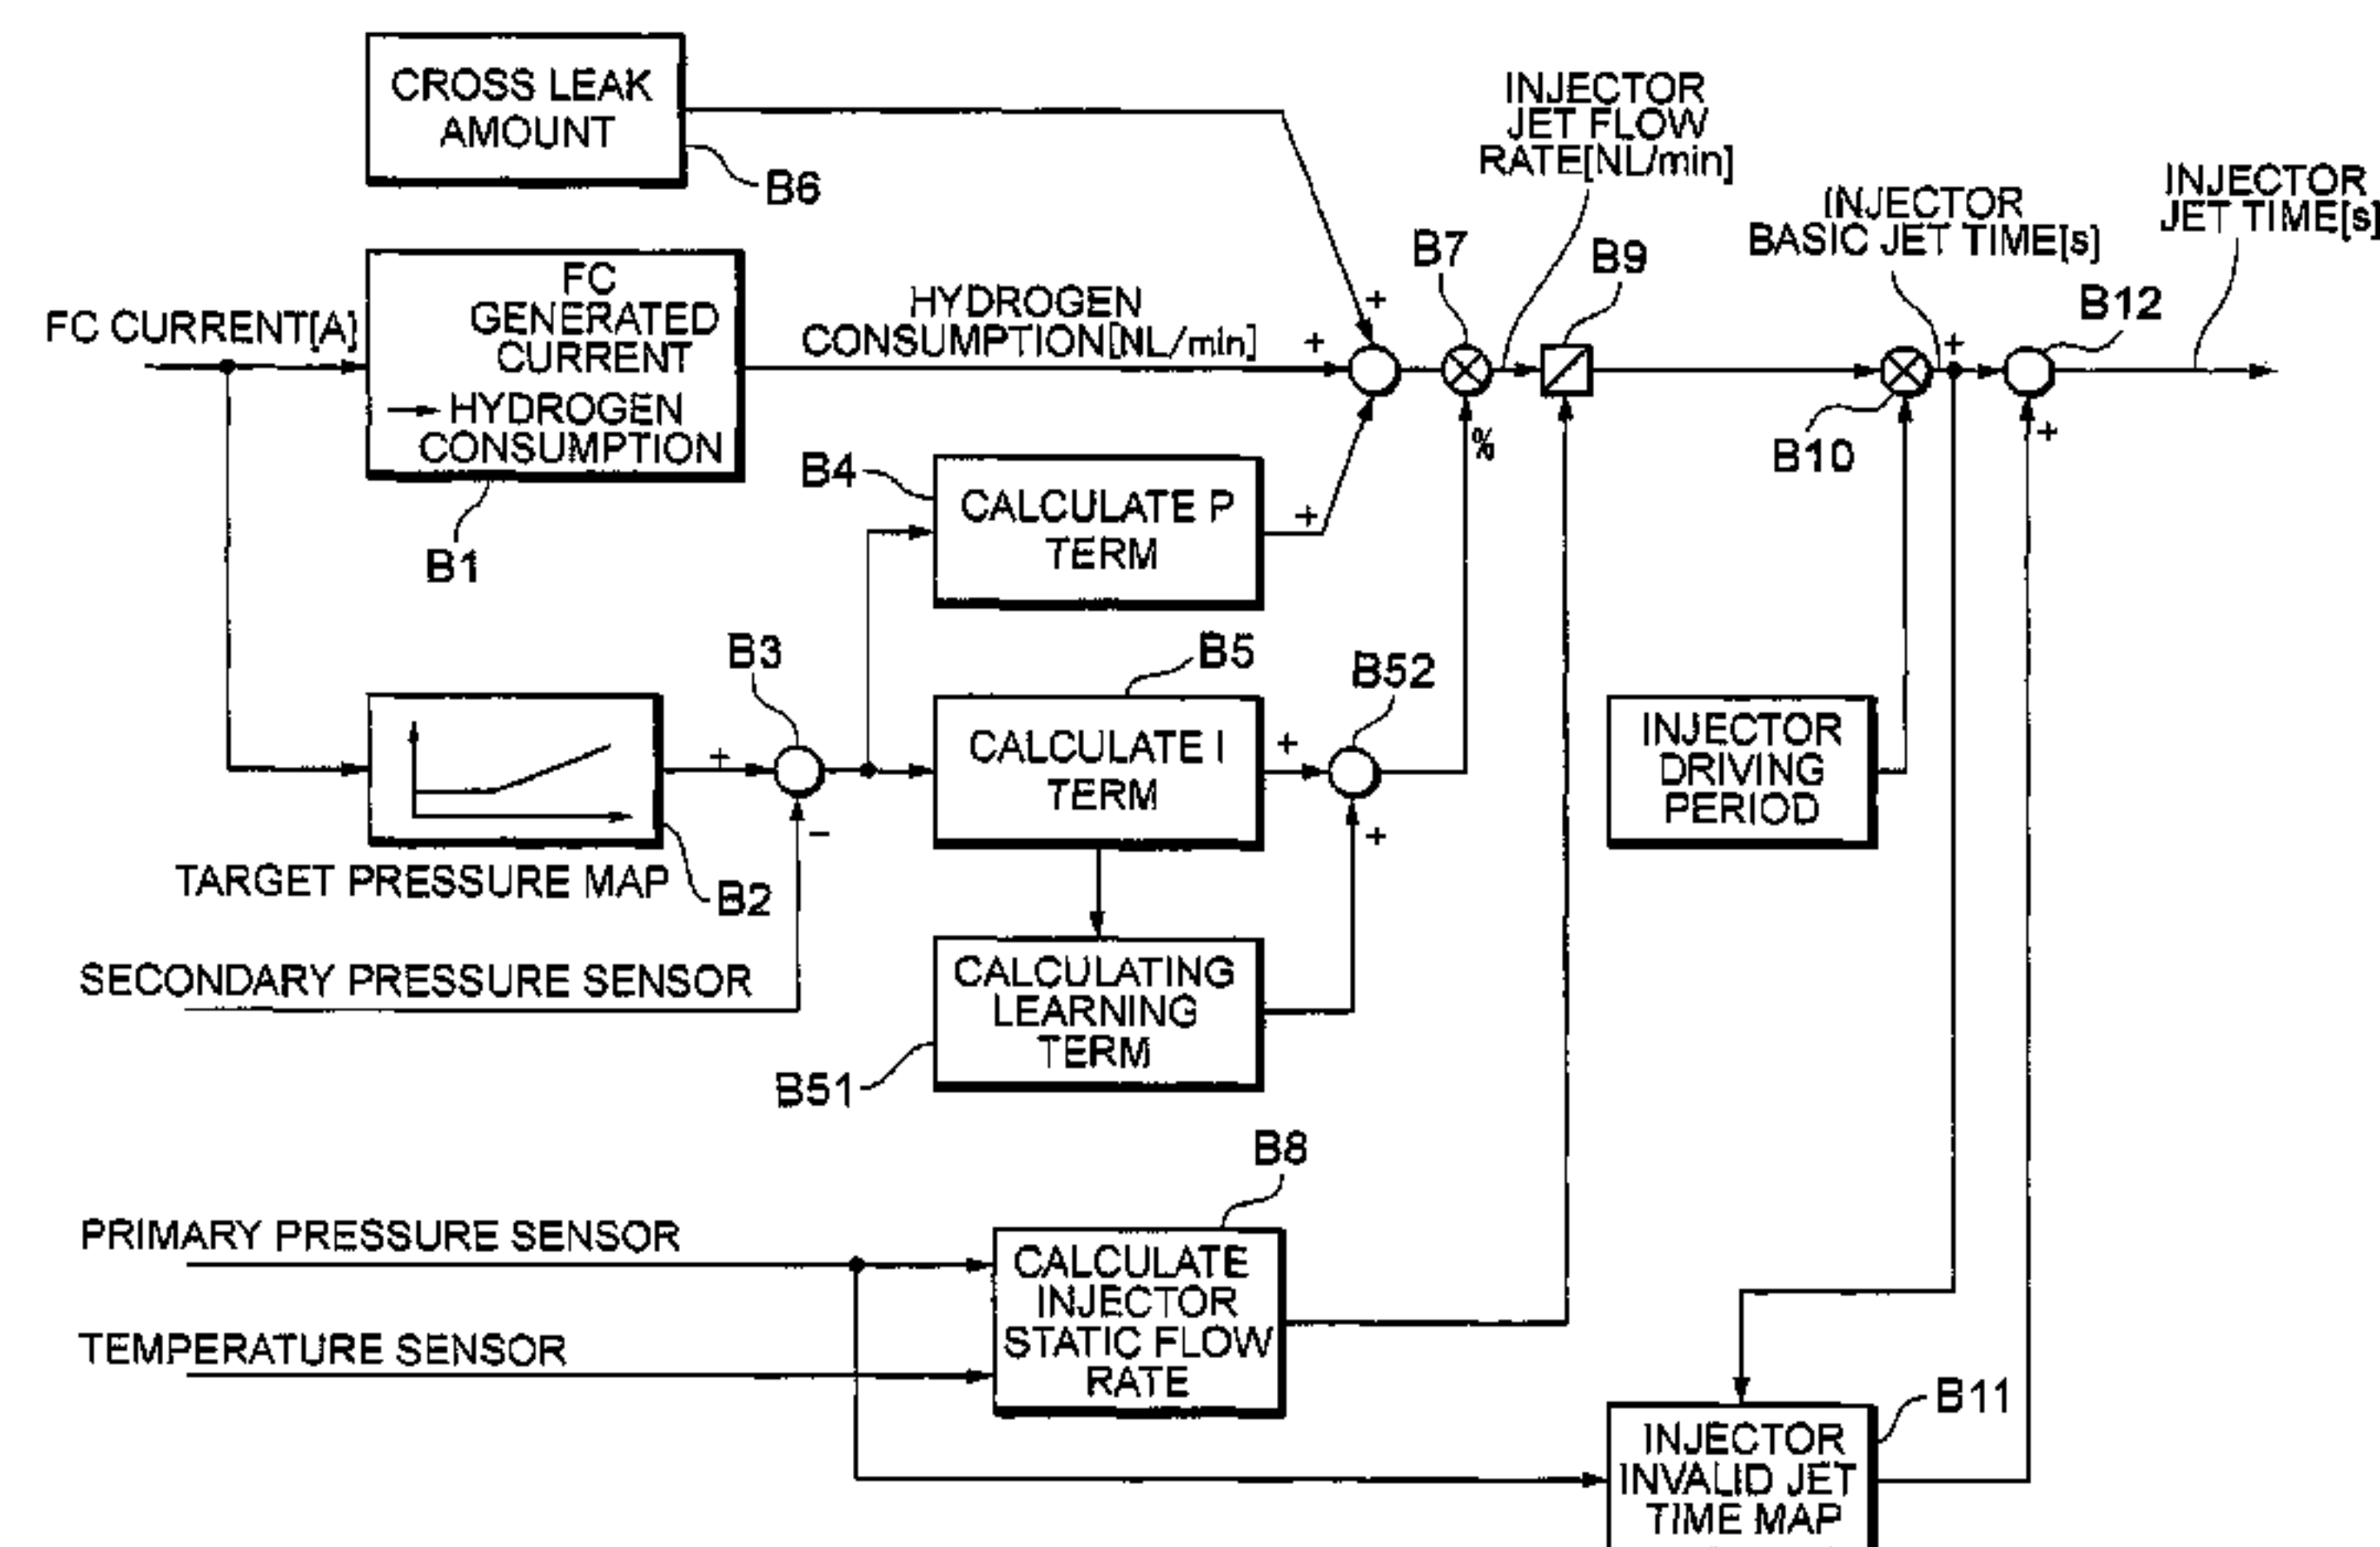 CROSS LEAK
AMOUNT
B6
INJECTOR
JET FLOW
RATE[NL/min]
INJECTOR
JET TIME[s]
INJECTOR
BASIC JET TIME[s]
B7
B9
B12
FC CURRENT[A]
FC
GENERATED
CURRENT
HYDROGEN
CONSUMPTION
B1
HYDROGEN
CONSUMPTION[NL/min]
+
+
+
+
+
%
B10
B4
CALCULATE P
TERM
B3
B5
B52
+
−
CALCULATE I
TERM
+
+
INJECTOR
DRIVING
PERIOD
TARGET PRESSURE MAP
B2
SECONDARY PRESSURE SENSOR
CALCULATING
LEARNING
TERM
B51
B8
PRIMARY PRESSURE SENSOR
TEMPERATURE SENSOR
CALCULATE
INJECTOR
STATIC FLOW
RATE
B11
INJECTOR
INVALID JET
TIME MAP